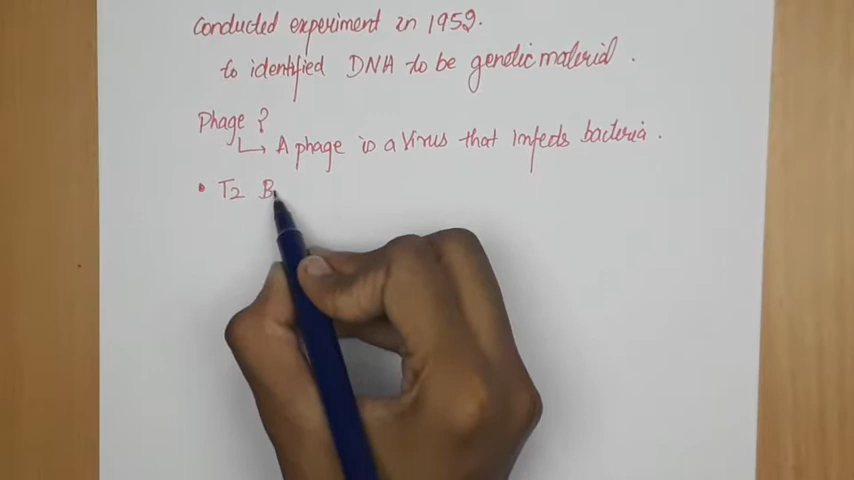 Conducted experiment in 1952.
to identified DNA to be genetic material.
Phage ?
A phage is a virus that infects bacteria.
• T2 B